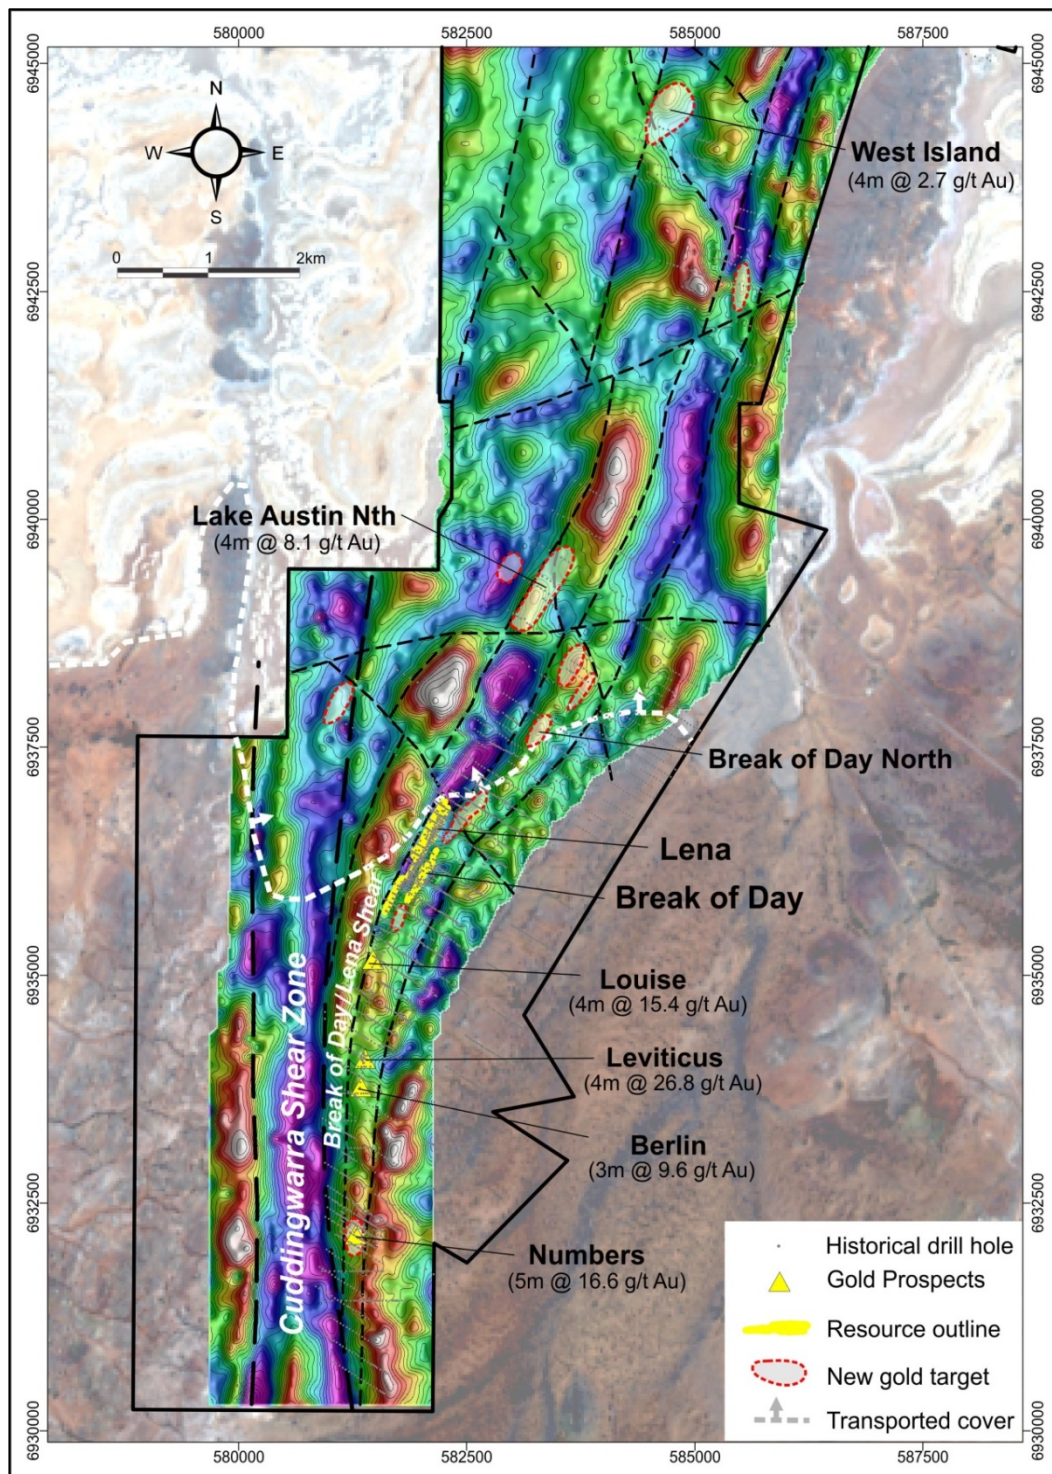 580000 582500 585000 587500
6945000 6945000
N
W E
S
West Island
(4m @ 2.7 g/t Au)
0 1 2km
6942500 6942500
Lake Austin Nth
(4m @ 8.1 g/t Au)
6940000 6940000
6937500 6937500
Break of Day North
Lena
Break of Day
Break of Day/Lena Shear
Cuddingwarra Shear Zone
6935000 6935000
Louise
(4m @ 15.4 g/t Au)
Leviticus
(4m @ 26.8 g/t Au)
Berlin
(3m @ 9.6 g/t Au)
6932500 6932500
Numbers
(5m @ 16.6 g/t Au)
Historical drill hole
Gold Prospects
Resource outline
New gold target
Transported cover
6930000 6930000
580000 582500 585000 587500